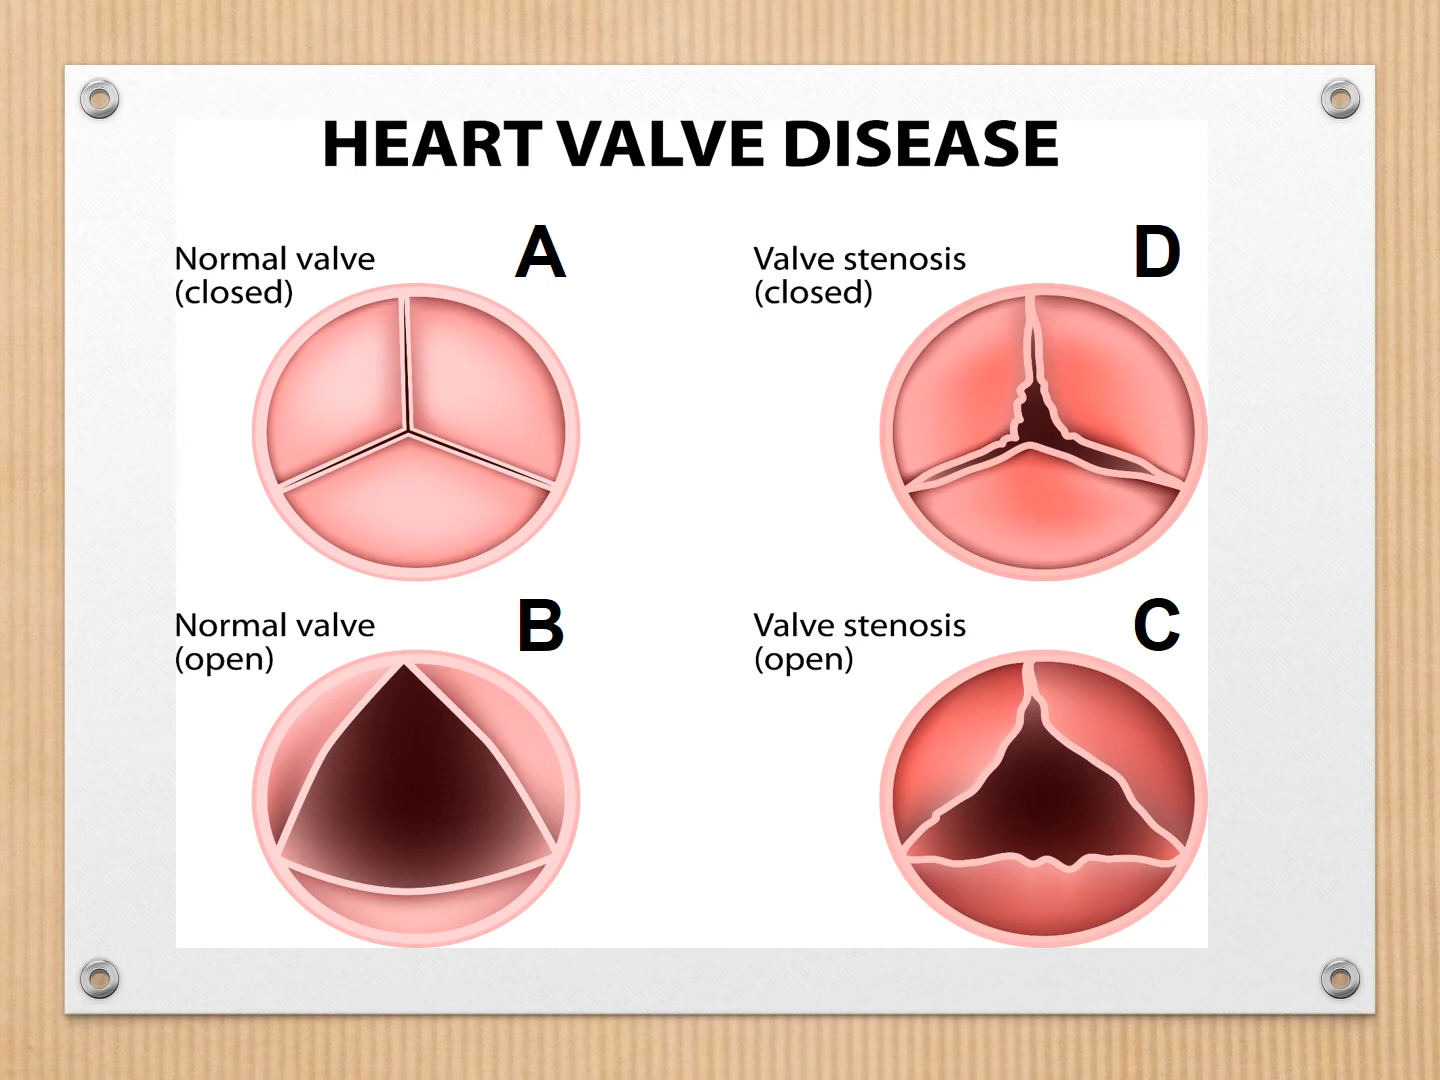 HEART VALVE DISEASE
Normal valve
(closed)
A
Valve stenosis
(closed)
D
Normal valve
(open)
B
Valve stenosis
(open)
C